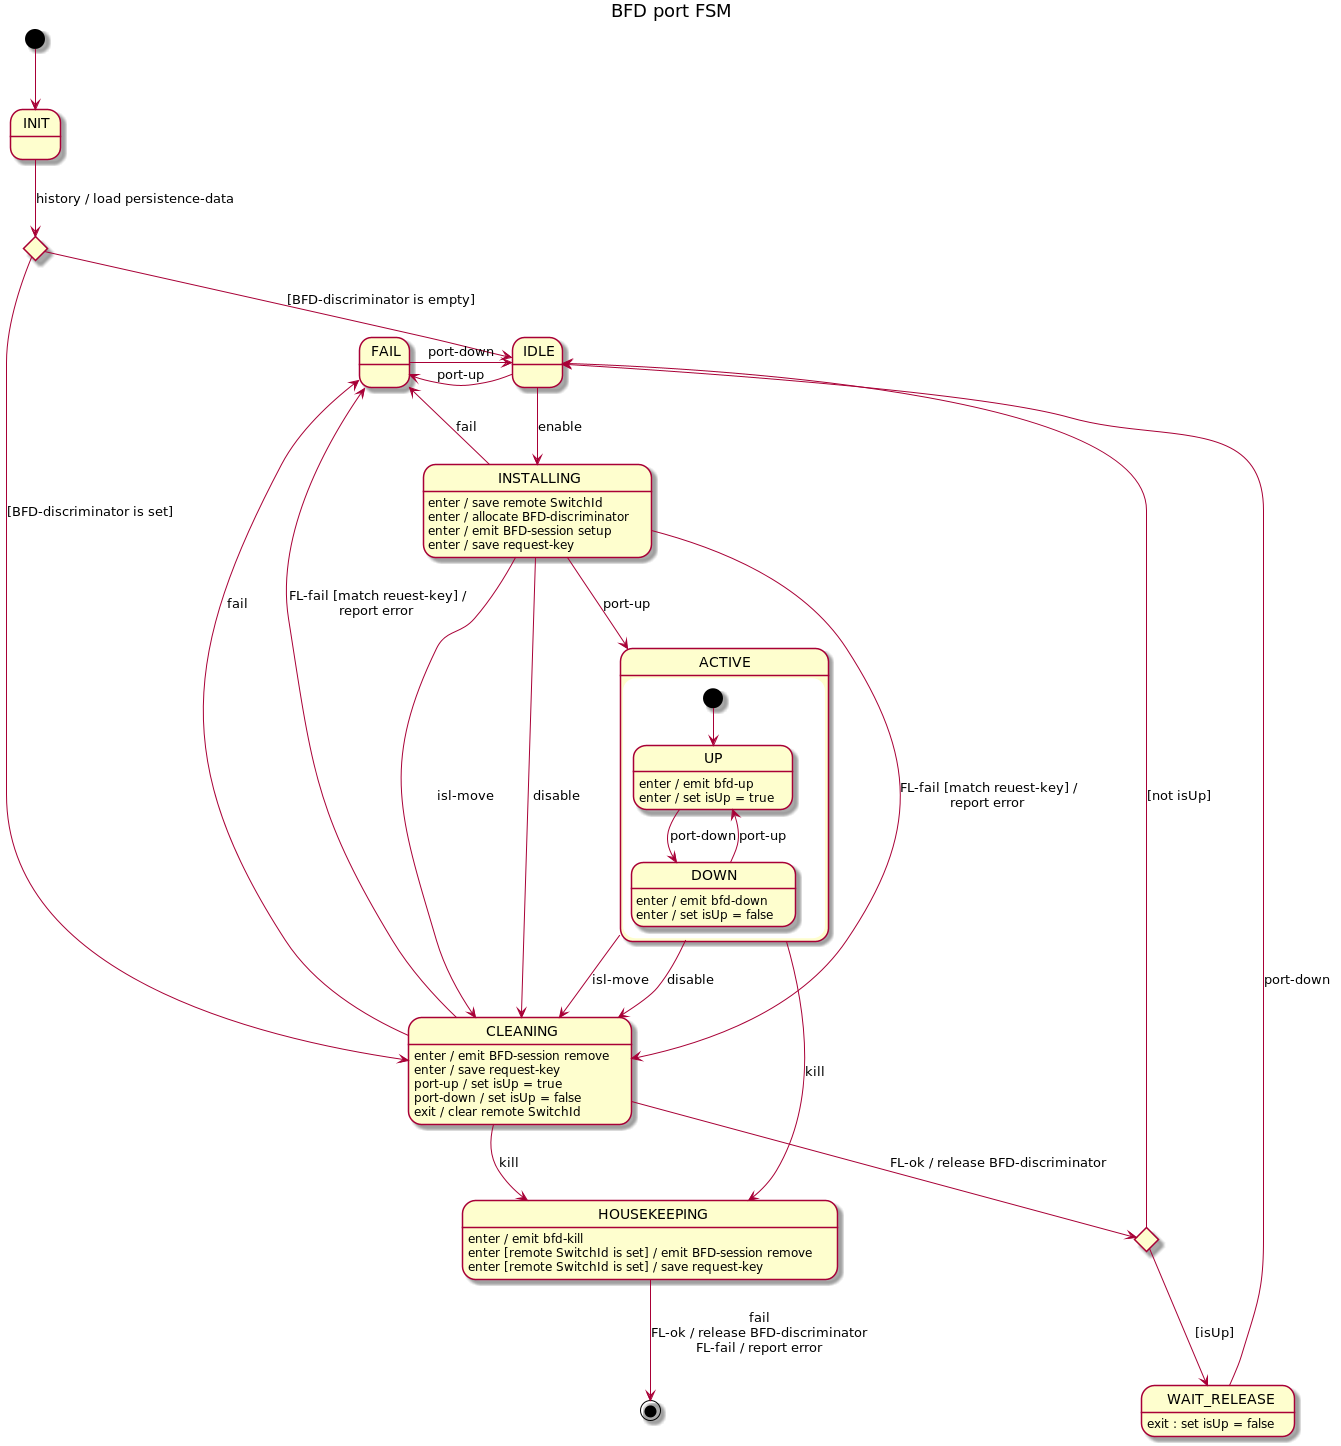 BFD port FSM
INIT
history / load persistence-data
[BFD-discriminator is empty]
FAIL
port-down
IDLE
port-up
fail
enable
INSTALLING
enter / save remote SwitchId
enter / allocate BFD-discriminator
enter / emit BFD-session setup
enter / save request-key
[BFD-discriminator is set]
fail
FL-fail [match reuest-key] /
report error
port-up
ACTIVE
UP
enter / emit bfd-up
enter / set isUp = true
isl-move
disable
FL-fail [match reuest-key] /
report error
[not isUp]
port-down
port-up
DOWN
enter / emit bfd-down
enter / set isUp = false
isl-move
disable
port-down
CLEANING
enter / emit BFD-session remove
enter / save request-key
port-up / set isUp = true
port-down / set isUp = false
exit / clear remote SwitchId
kill
kill
FL-ok / release BFD-discriminator
HOUSEKEEPING
enter / emit bfd-kill
enter [remote SwitchId is set] / emit BFD-session remove
enter [remote SwitchId is set] / save request-key
fail
FL-ok / release BFD-discriminator
FL-fail / report error
[isUp]
WAIT_RELEASE
exit : set isUp = false